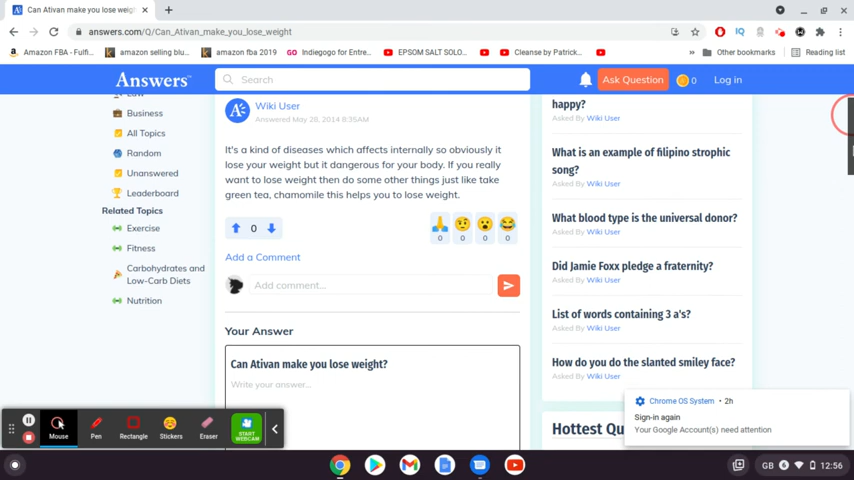 Can Ativan make you lose weigh
answers.com/Q/Can_Ativan_make_you_lose_weight
Amazon FBA - Fulfi...
amazon selling blu...
amazon fba 2019
GO Indiegogo for Entre...
EPSOM SALT SOLO...
Cleanse by Patrick...
»
Other bookmarks
Reading list
Answers
Search
Ask Question
0
Log in
Law
Business
All Topics
Random
Unanswered
Leaderboard
Related Topics
Exercise
Fitness
Carbohydrates and
Low-Carb Diets
Nutrition
Wiki User
Answered May 28, 2014 8:35AM
It's a kind of diseases which affects internally so obviously it
lose your weight but it dangerous for your body. If you really
want to lose weight then do some other things just like take
green tea, chamomile this helps you to lose weight.
0
0 0 0 0
Add a Comment
Add comment...
Your Answer
Can Ativan make you lose weight?
Write your answer...
happy?
Asked By Wiki User
What is an example of filipino strophic
song?
Asked By Wiki User
What blood type is the universal donor?
Asked By Wiki User
Did Jamie Foxx pledge a fraternity?
Asked By Wiki User
List of words containing 3 a's?
Asked By Wiki User
How do you do the slanted smiley face?
Asked By Wiki User
Hottest Qu
Chrome OS System • 2h
Sign-in again
Your Google Account(s) need attention
Mouse
Pen
Rectangle
Stickers
Eraser
START
WEBCAM
GB
12:56